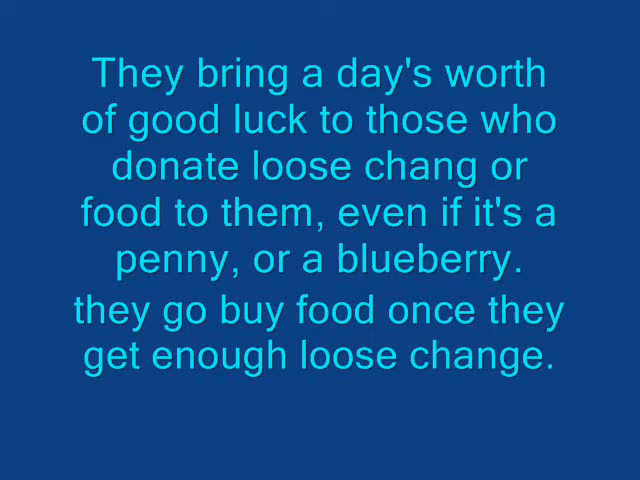 They bring a day's worth
of good luck to those who
donate loose chang or
food to them, even if it's a
penny, or a blueberry.
they go buy food once they
get enough loose change.